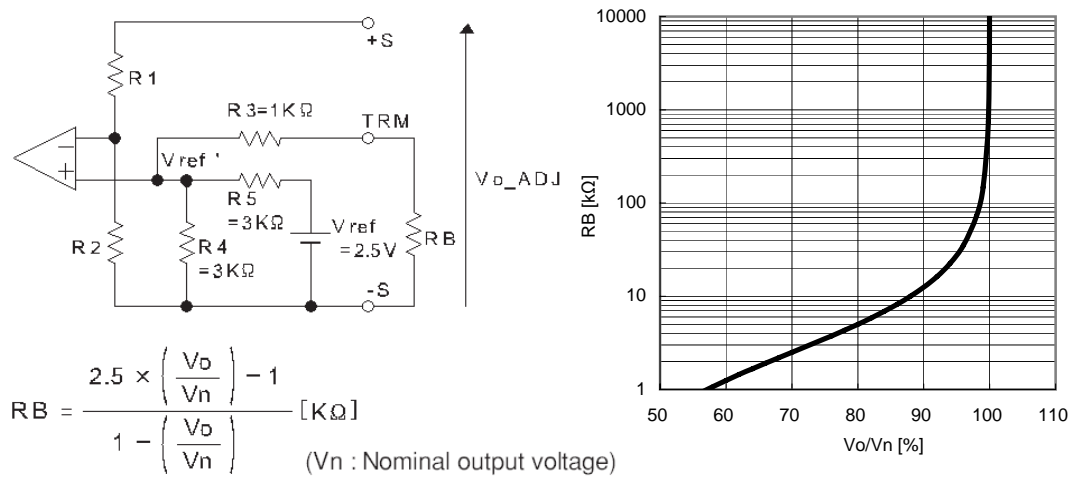 +S
R1
R3=1KΩ
TRM
Vref'
Vo_ADJ
R5
=3KΩ
Vref
=2.5V
RB
R2
R4
=3KΩ
-S
−
+
RB = 2.5 × (Vo/Vn) − 1 / 1 − (Vo/Vn) [KΩ]
(Vn : Nominal output voltage)
10000
1000
100
10
1
RB [kΩ]
50 60 70 80 90 100 110
Vo/Vn [%]